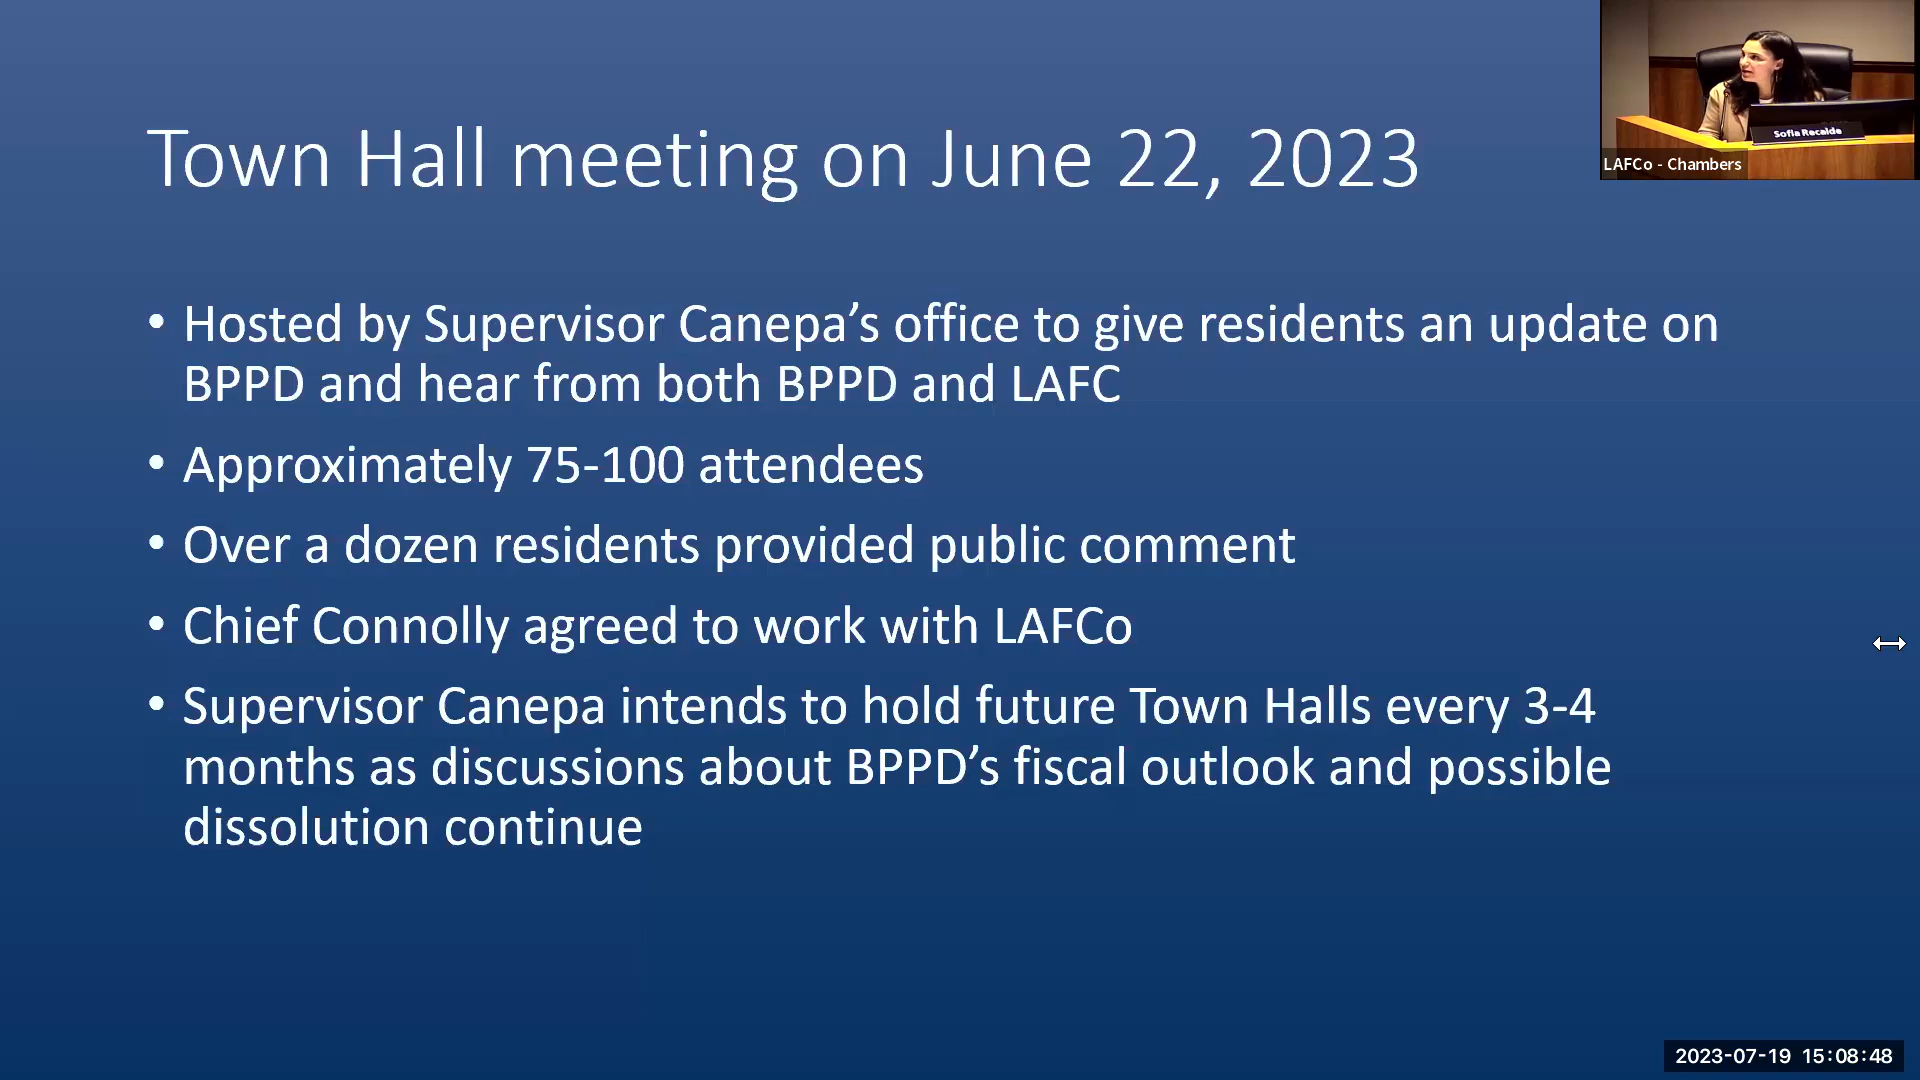 Town Hall meeting on June 22, 2023
Sofia Recalde
LAFCo - Chambers
• Hosted by Supervisor Canepa’s office to give residents an update on
BPPD and hear from both BPPD and LAFC
• Approximately 75-100 attendees
• Over a dozen residents provided public comment
• Chief Connolly agreed to work with LAFCo
• Supervisor Canepa intends to hold future Town Halls every 3-4
months as discussions about BPPD’s fiscal outlook and possible
dissolution continue
2023-07-19 15:08:48